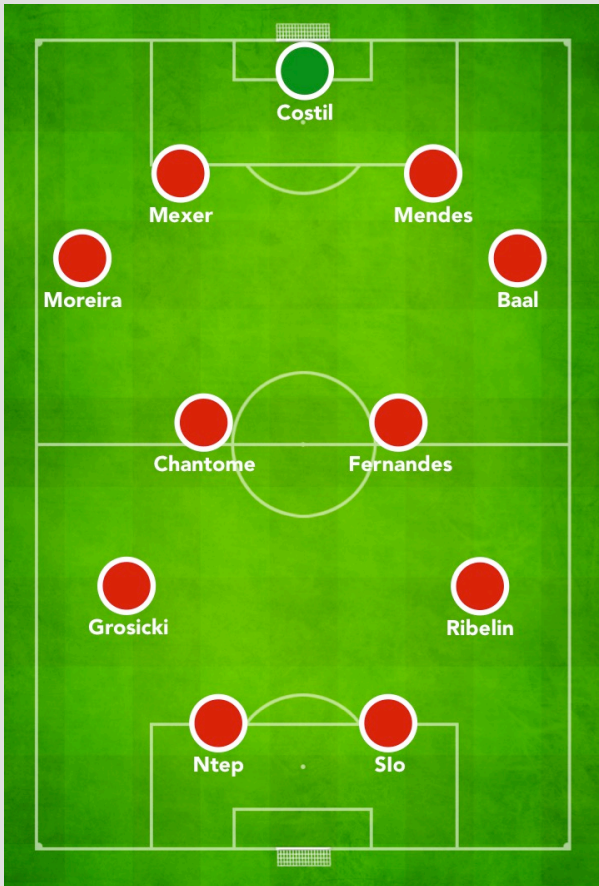 Costil
Mexer
Mendes
Moreira
Baal
Chantome
Fernandes
Grosicki
Ribelin
Ntep
Slo